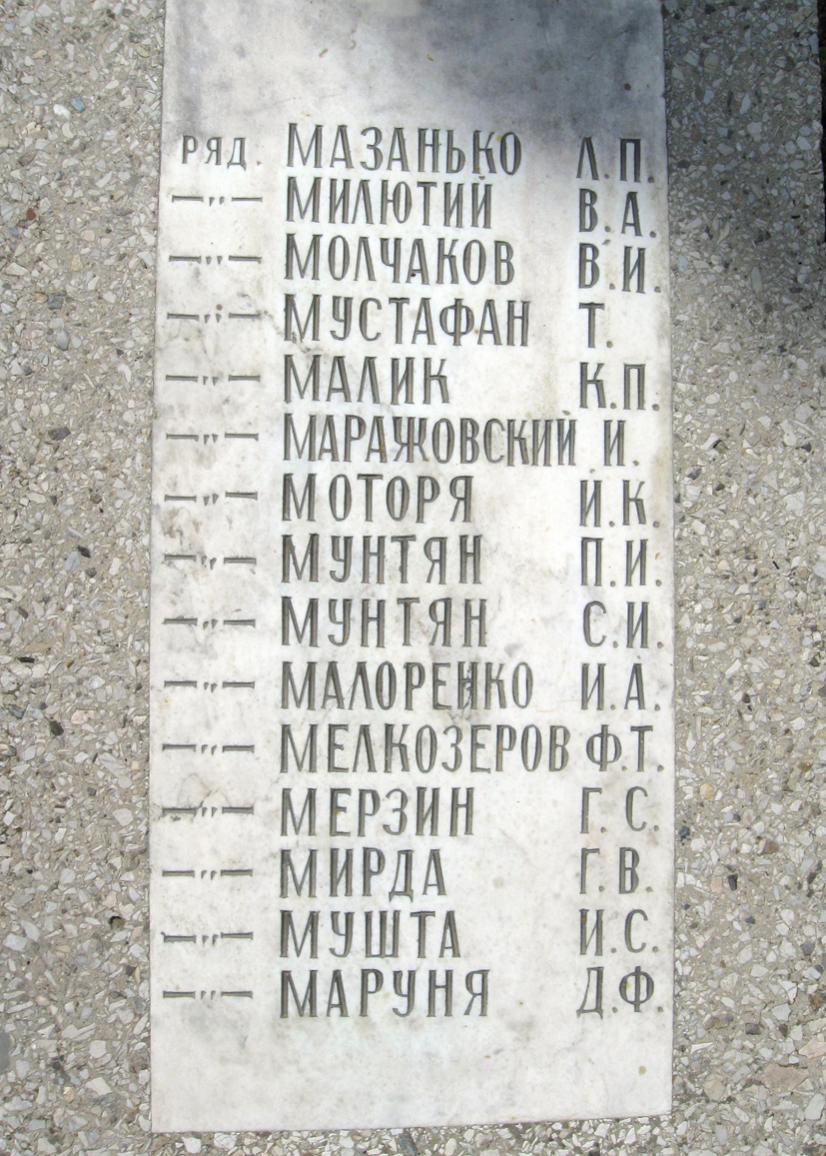 РЯД. МАЗАНЬКО Л.П.
—"— МИЛЮТИЙ В.А.
—"— МОЛЧАКОВ В.И.
—"— МУСТАФАН Т.
—"— МАЛИК К.П.
—"— МАРАЖОВСКИЙ И.
—"— МОТОРЯ И.К.
—"— МУНТЯН П.И.
—"— МУНТЯН С.И.
—"— МАЛОРЕНКО И.А.
—"— МЕЛКОЗЕРОВ Ф.Т.
—"— МЕРЗИН Г.С.
—"— МИРДА Г.В.
—"— МУШТА И.С.
—"— МАРУНЯ Д.Ф.